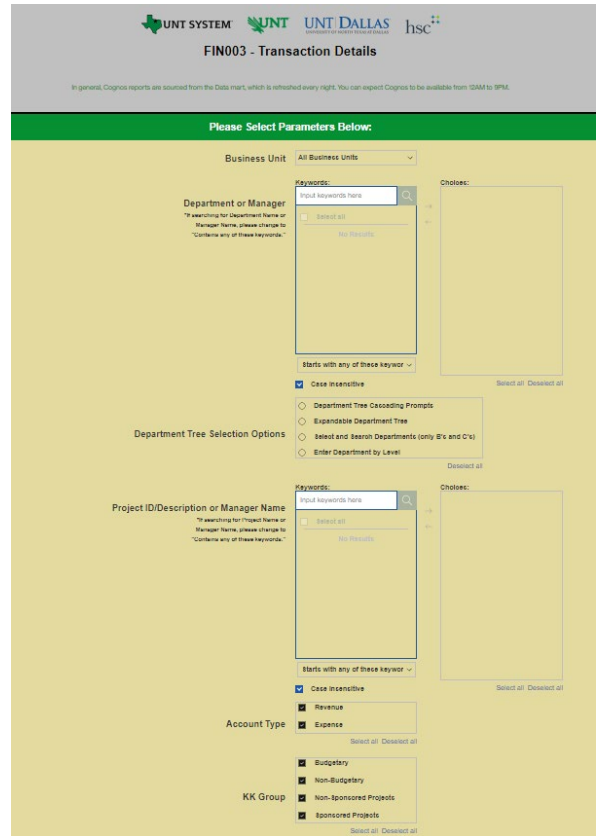 UNT SYSTEM UNT UNT DALLAS hsc
UNIVERSITY OF NORTH TEXAS AT DALLAS
FIN003 - Transaction Details
In general, Cognos reports are sourced from the Data mart, which is refreshed every night. You can expect Cognos to be available from 12AM to 9PM.
Please Select Parameters Below:
Business Unit All Business Units
Keywords: Choices:
Input keywords here
Department or Manager
*If searching for Department Name or
Manager Name, please change to
"Contains any of these keywords."
Select all
No Results
Starts with any of these keywor
Case Insensitive
Select all Deselect all
Department Tree Selection Options
Department Tree Cascading Prompts
Expandable Department Tree
Select and Search Departments (only B's and C's)
Enter Department by Level
Deselect all
Keywords: Choices:
Input keywords here
Project ID/Description or Manager Name
*If searching for Project Name or
Manager Name, please change to
"Contains any of these keywords."
Select all
No Results
Starts with any of these keywor
Case Insensitive
Select all Deselect all
Account Type
Revenue
Expense
Select all Deselect all
KK Group
Budgetary
Non-Budgetary
Non-Sponsored Projects
Sponsored Projects
Select all Deselect all